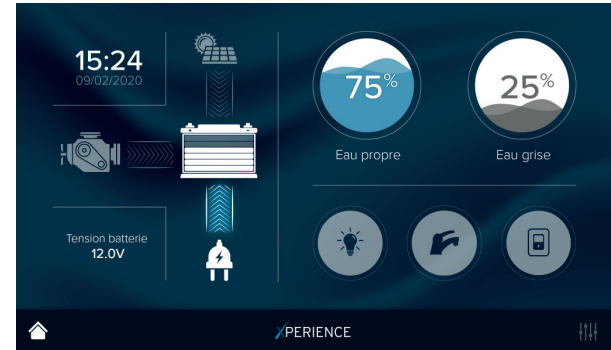 15:24
09/02/2020
Tension batterie
12.0V
75%
Eau propre
25%
Eau grise
XPERIENCE